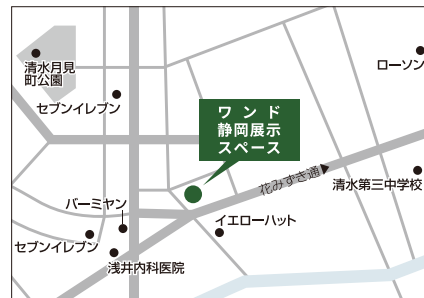 清水月見
町公園
セブンイレブン
ローソン
ワンド
静岡展示
スペース
花みずき通
清水第三中学校
バーミヤン
イエローハット
セブンイレブン
浅井内科医院